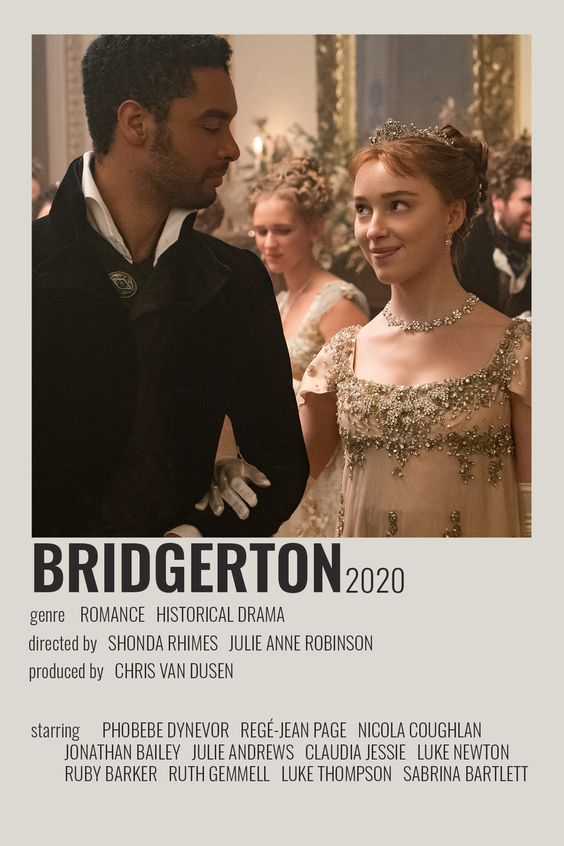 BRIDGERTON 2020
genre ROMANCE HISTORICAL DRAMA
directed by SHONDA RHIMES JULIE ANNE ROBINSON
produced by CHRIS VAN DUSEN
starring PHOBEBE DYNEVOR REGÉ-JEAN PAGE NICOLA COUGHLAN
JONATHAN BAILEY JULIE ANDREWS CLAUDIA JESSIE LUKE NEWTON
RUBY BARKER RUTH GEMMELL LUKE THOMPSON SABRINA BARTLETT